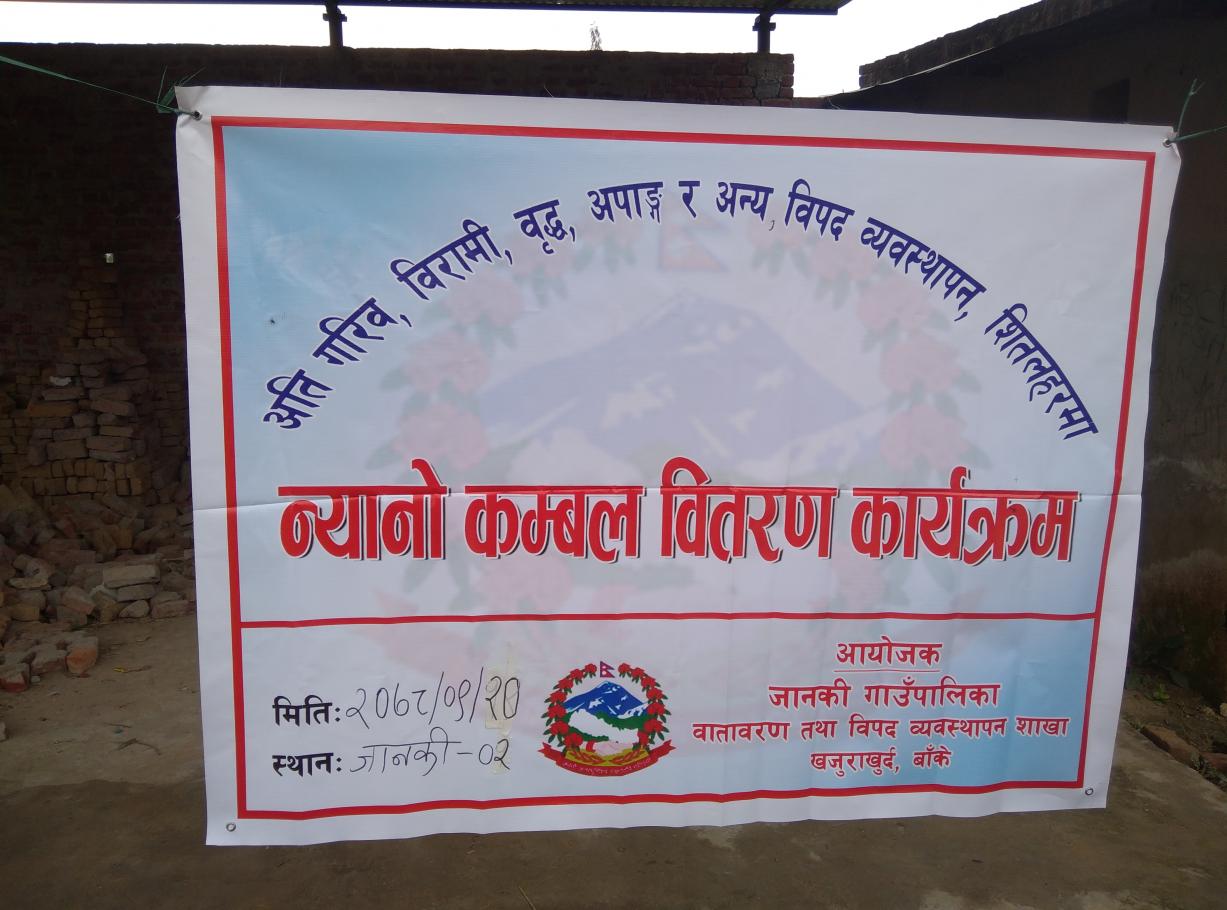 अति गरिव, विरामी, वृद्ध, अपाङ्ग र अन्य, विपद व्यवस्थापन, शितलहरमा
न्यानो कम्बल वितरण कार्यक्रम
मितिः २०७८/०९/२०
स्थानः जानकी-०२
आयोजक
जानकी गाउँपालिका
वातावरण तथा विपद व्यवस्थापन शाखा
खजुराखुर्द, बाँके